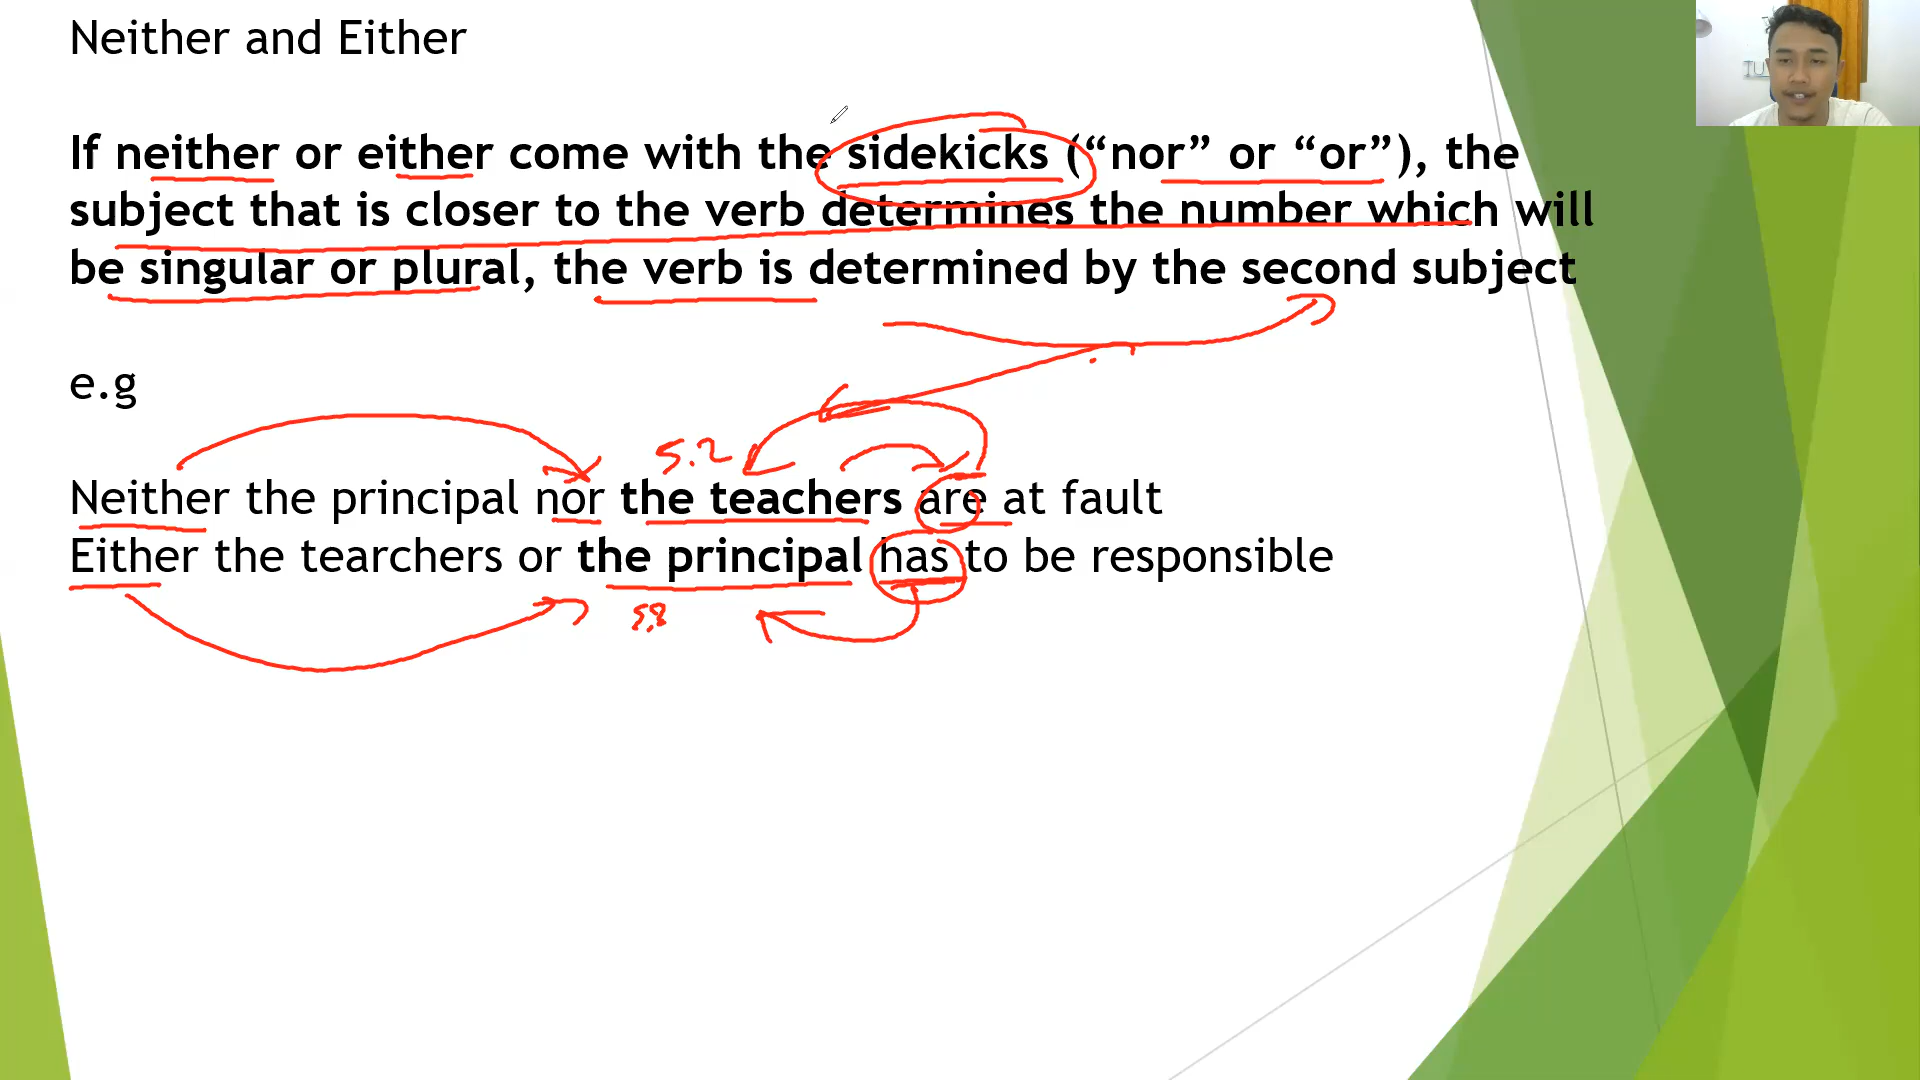 Neither and Either
If neither or either come with the sidekicks (“nor” or “or”), the
subject that is closer to the verb determines the number which will
be singular or plural, the verb is determined by the second subject
e.g
S.2
Neither the principal nor the teachers are at fault
Either the tearchers or the principal has to be responsible